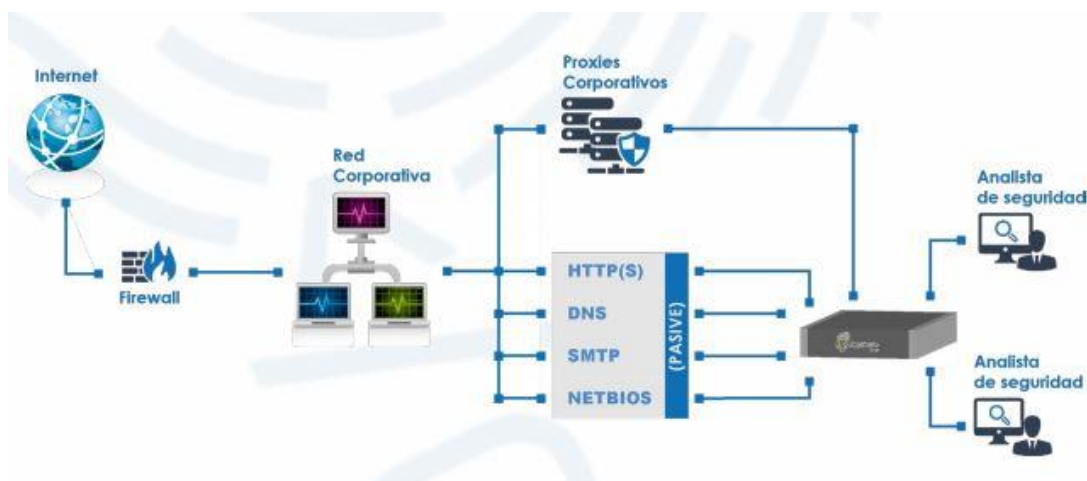 Internet
Firewall
Red
Corporativa
Proxies
Corporativos
HTTP(S)
DNS
SMTP
NETBIOS
(PASIVE)
Analista
de seguridad
Analista
de seguridad